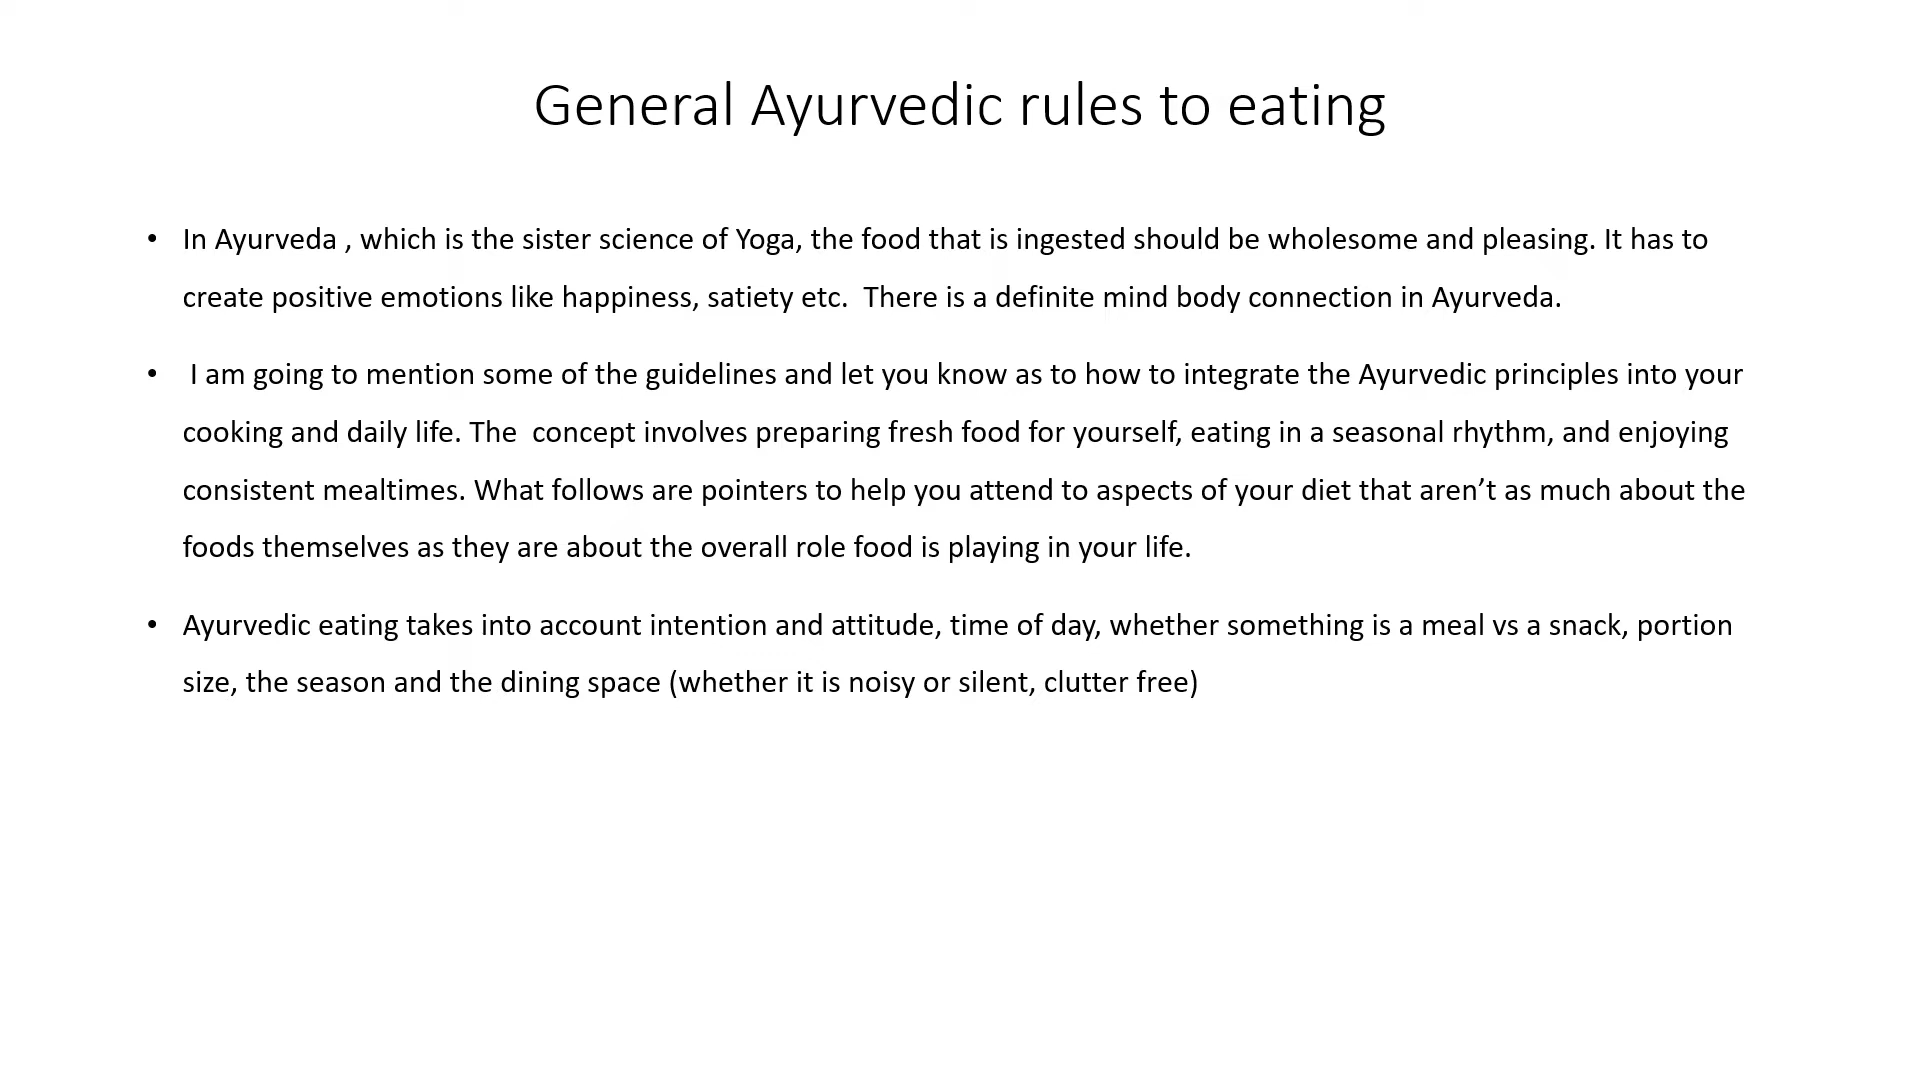 General Ayurvedic rules to eating
• In Ayurveda , which is the sister science of Yoga, the food that is ingested should be wholesome and pleasing. It has to
create positive emotions like happiness, satiety etc.  There is a definite mind body connection in Ayurveda.
• I am going to mention some of the guidelines and let you know as to how to integrate the Ayurvedic principles into your
cooking and daily life. The  concept involves preparing fresh food for yourself, eating in a seasonal rhythm, and enjoying
consistent mealtimes. What follows are pointers to help you attend to aspects of your diet that aren’t as much about the
foods themselves as they are about the overall role food is playing in your life.
• Ayurvedic eating takes into account intention and attitude, time of day, whether something is a meal vs a snack, portion
size, the season and the dining space (whether it is noisy or silent, clutter free)